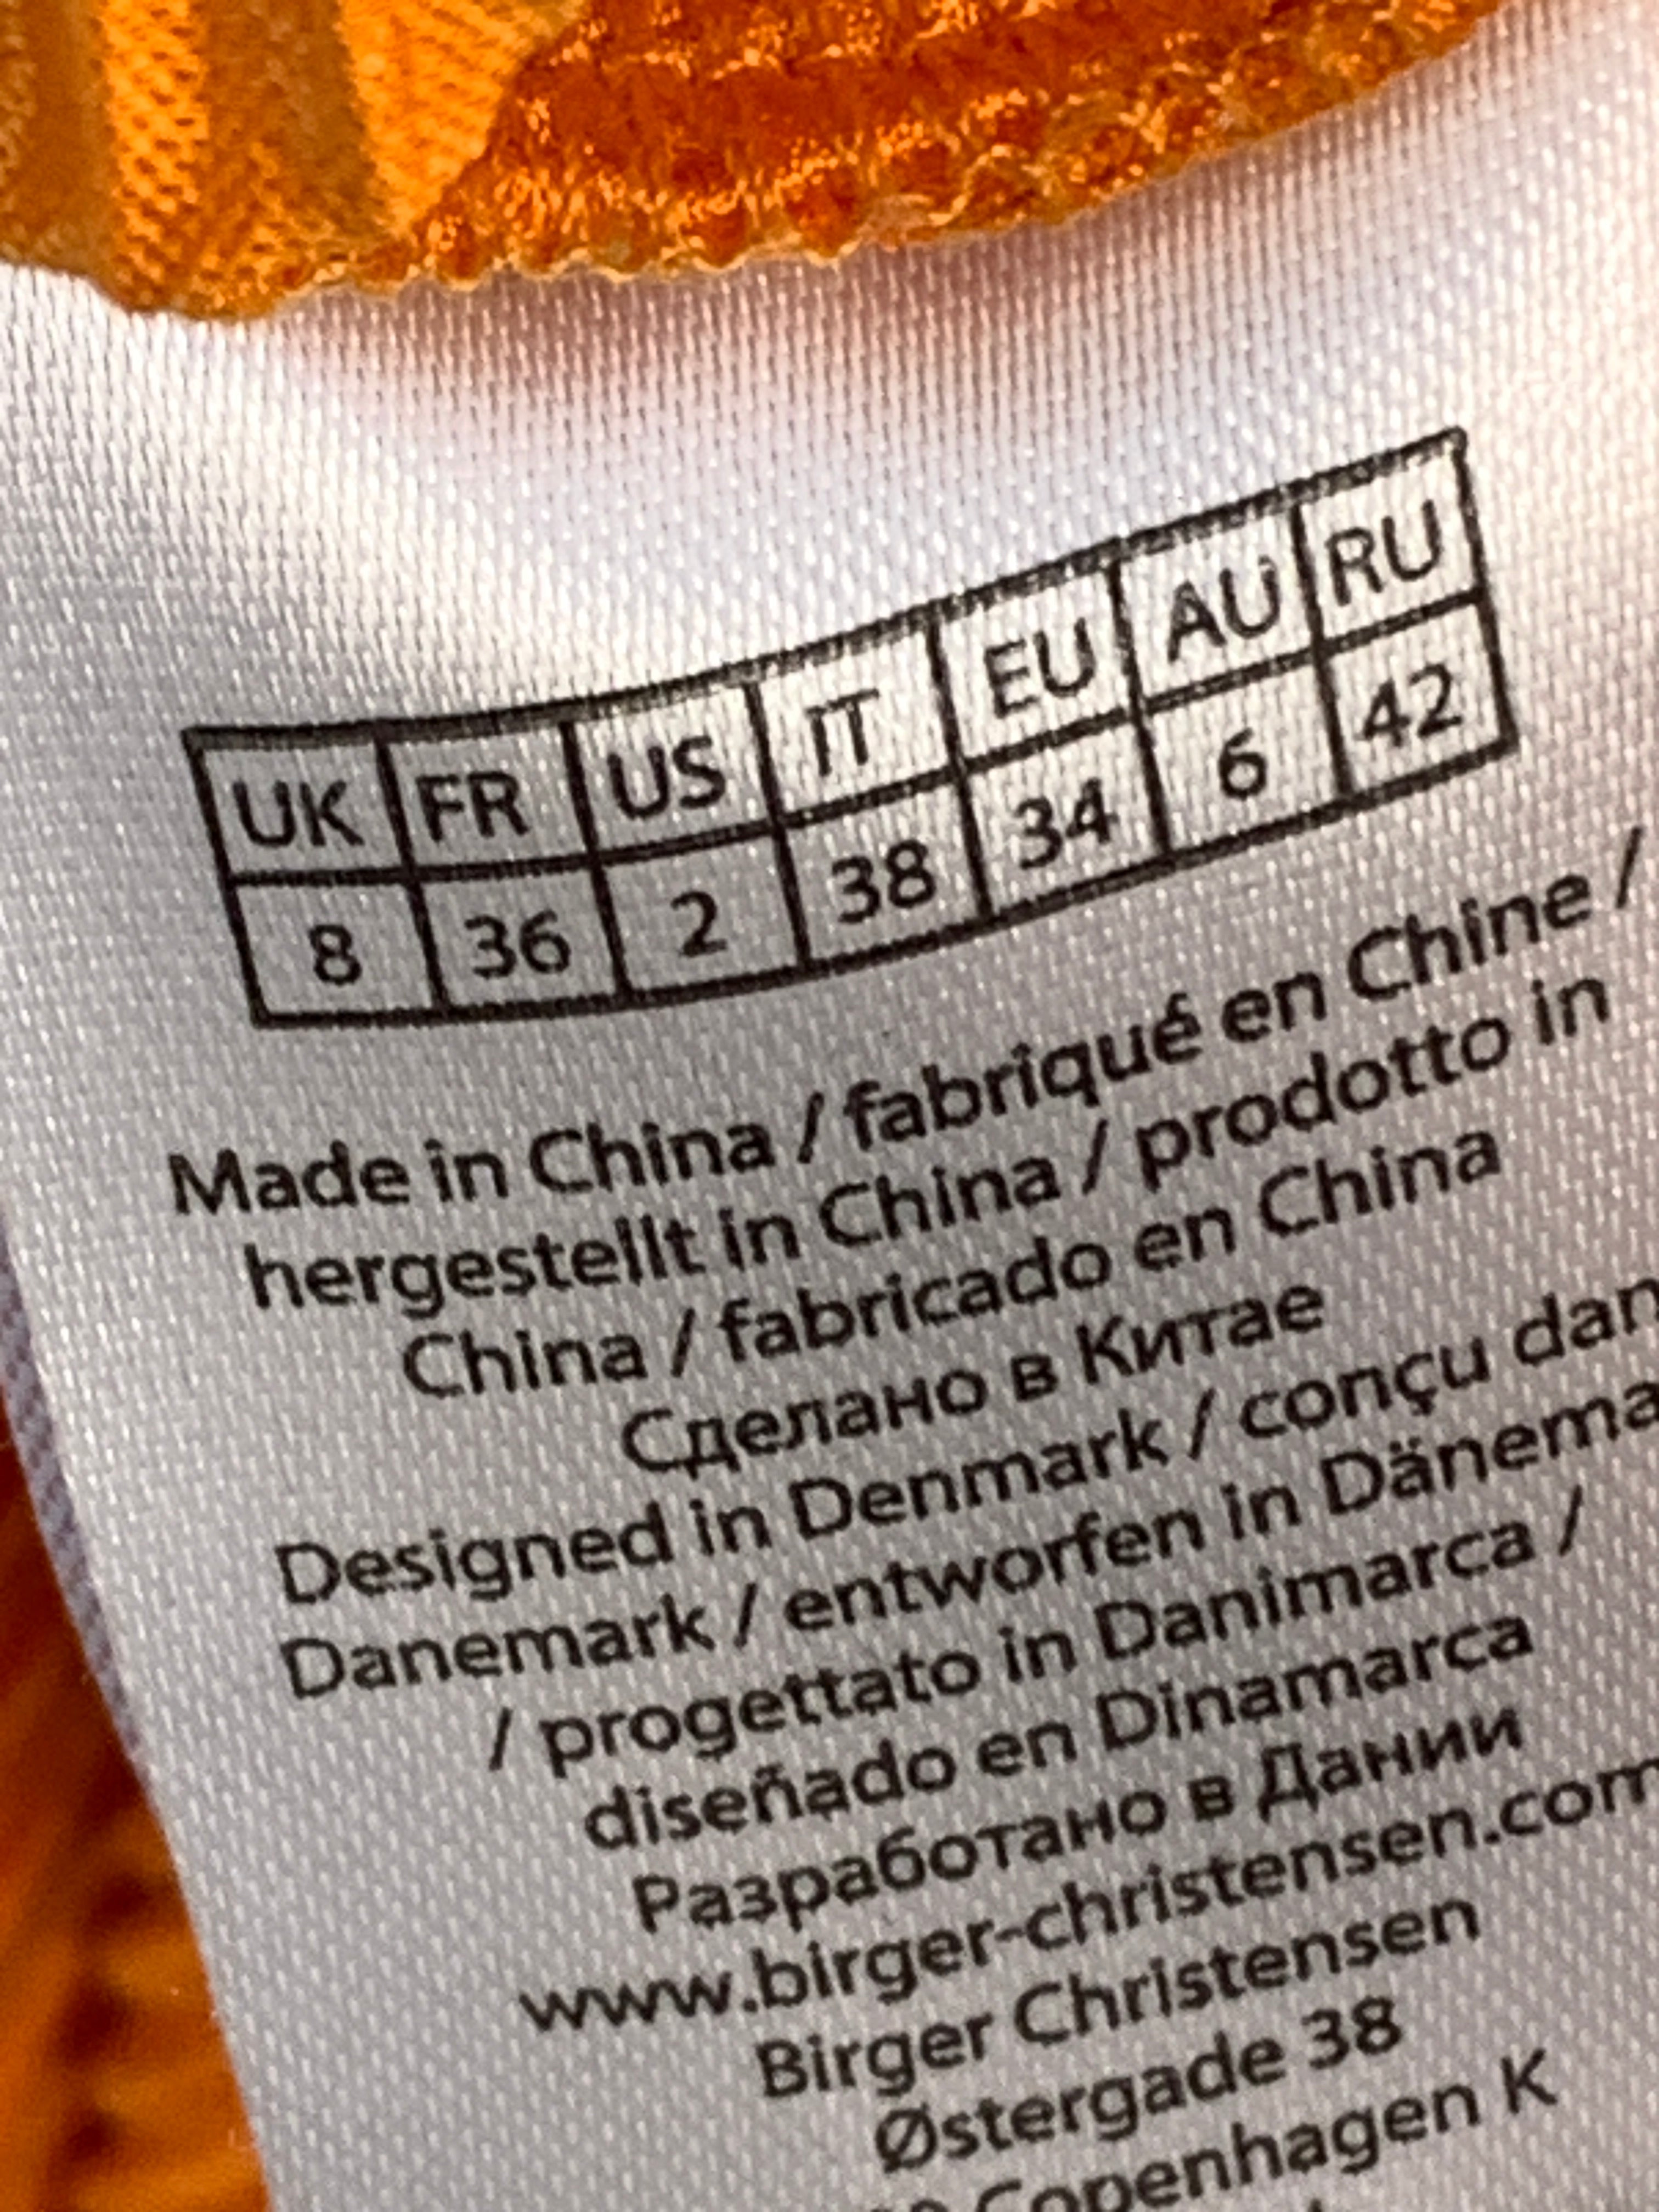 UK FR US IT EU AU RU
8 36 2 38 34 6 42
Made in China / fabriqué en Chine /
hergestellt in China / prodotto in
China / fabricado en China
Сделано в Китае
Designed in Denmark / conçu dan
Danemark / entworfen in Dänema
/ progettato in Danimarca /
diseñado en Dinamarca
Разработано в Дании
www.birger-christensen.com
Birger Christensen
Østergade 38
Copenhagen K